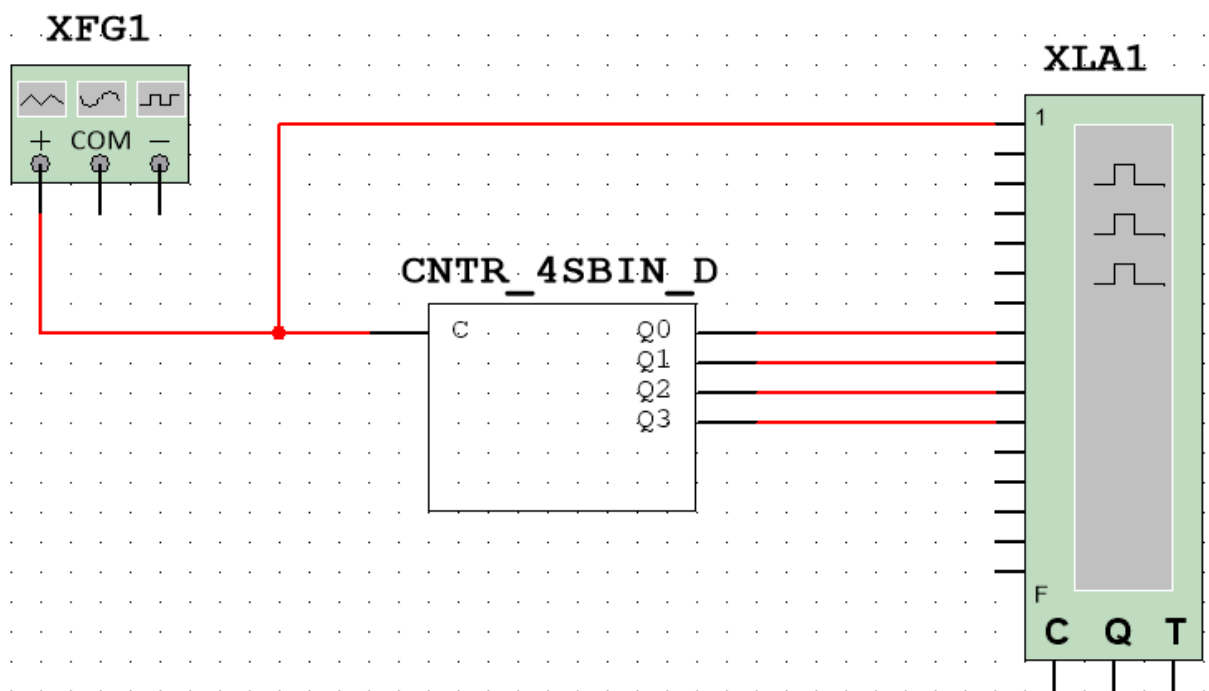 XFG1
XLA1
+ COM −
1
CNTR_4SBIN_D
C Q0
Q1
Q2
Q3
F
C Q T